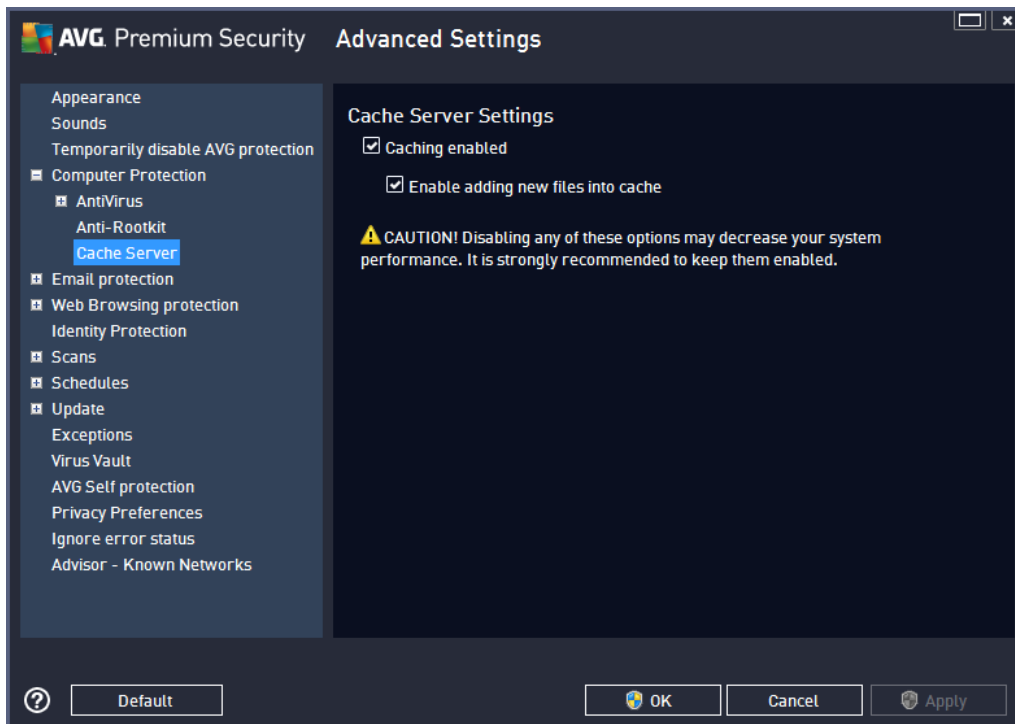 AVG. Premium Security
Advanced Settings
Appearance
Sounds
Temporarily disable AVG protection
Computer Protection
AntiVirus
Anti-Rootkit
Cache Server
Email protection
Web Browsing protection
Identity Protection
Scans
Schedules
Update
Exceptions
Virus Vault
AVG Self protection
Privacy Preferences
Ignore error status
Advisor - Known Networks
Cache Server Settings
Caching enabled
Enable adding new files into cache
CAUTION! Disabling any of these options may decrease your system
performance. It is strongly recommended to keep them enabled.
Default
OK
Cancel
Apply